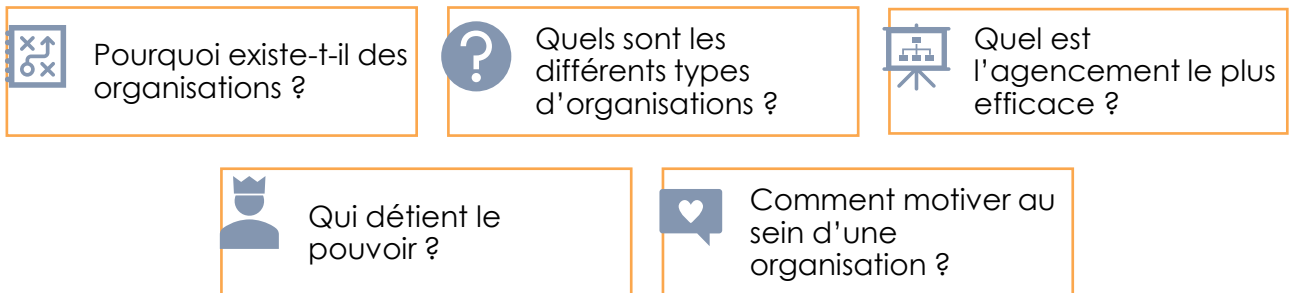 Pourquoi existe-t-il des
organisations ?
Quels sont les
différents types
d’organisations ?
Quel est
l’agencement le plus
efficace ?
Qui détient le
pouvoir ?
Comment motiver au
sein d’une
organisation ?